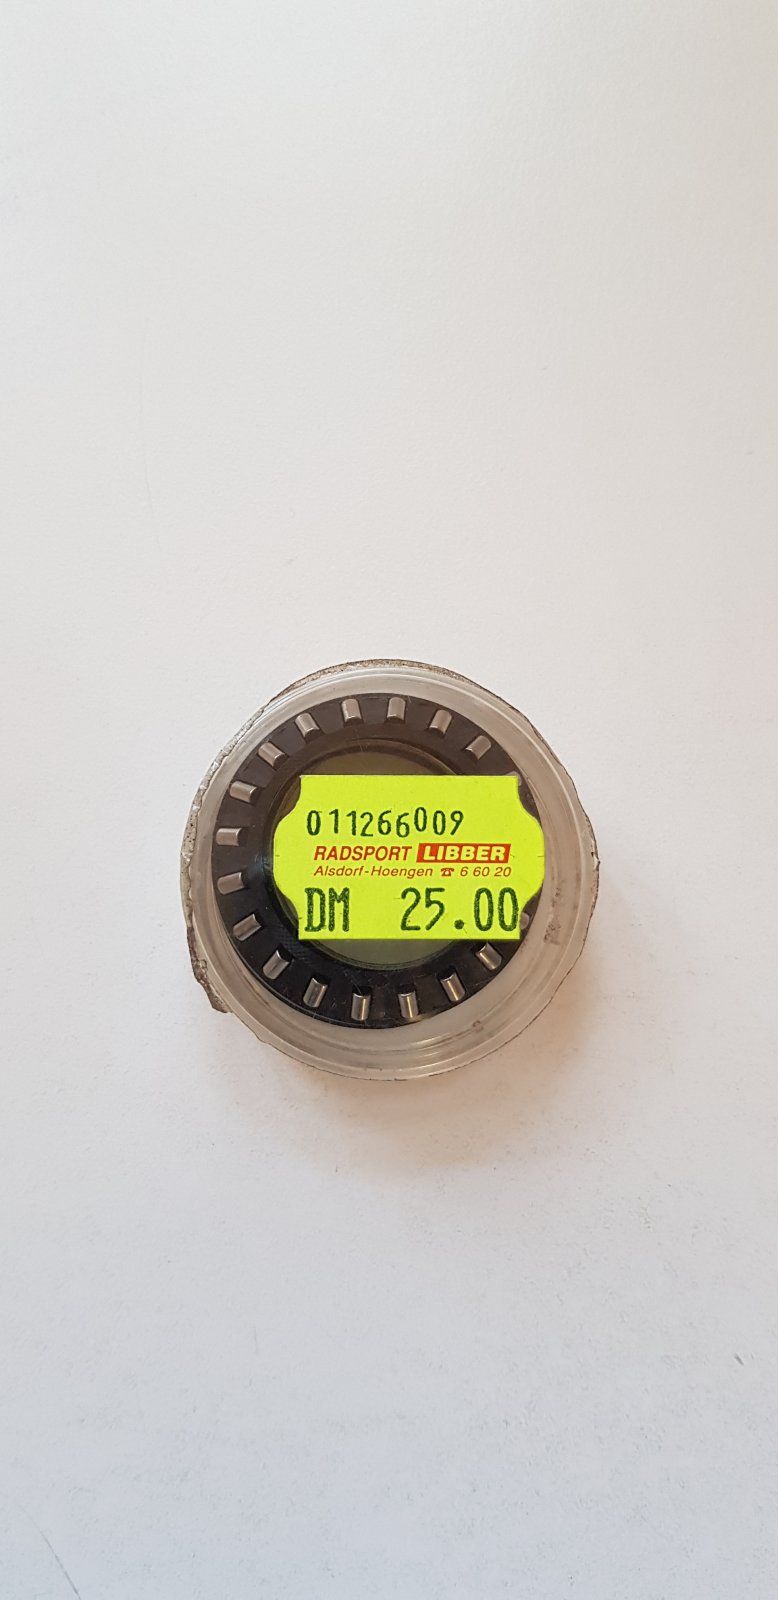 011266009
RADSPORT LIBBER
Alsdorf-Hoengen ☎ 6 60 20
DM 25.00